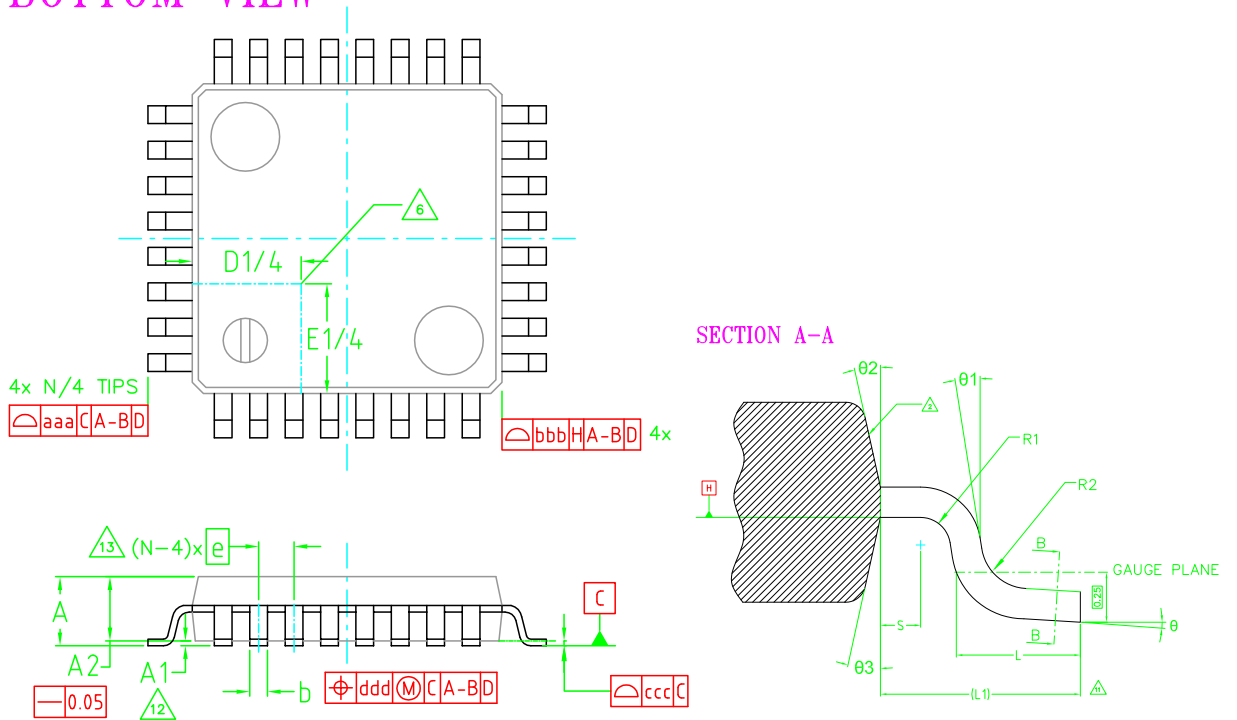 BOTTOM VIEW
6
D1/4
E1/4
4x N/4 TIPS
aaa C A-B D
bbb H A-B D 4x
13 (N-4)x e
A
A2
A1
12
0.05
b
ddd M C A-B D
C
ccc C
SECTION A-A
θ2
θ1
2
R1
R2
H
B
GAUGE PLANE
0.25
S
B
θ
L
θ3
(L1)
11